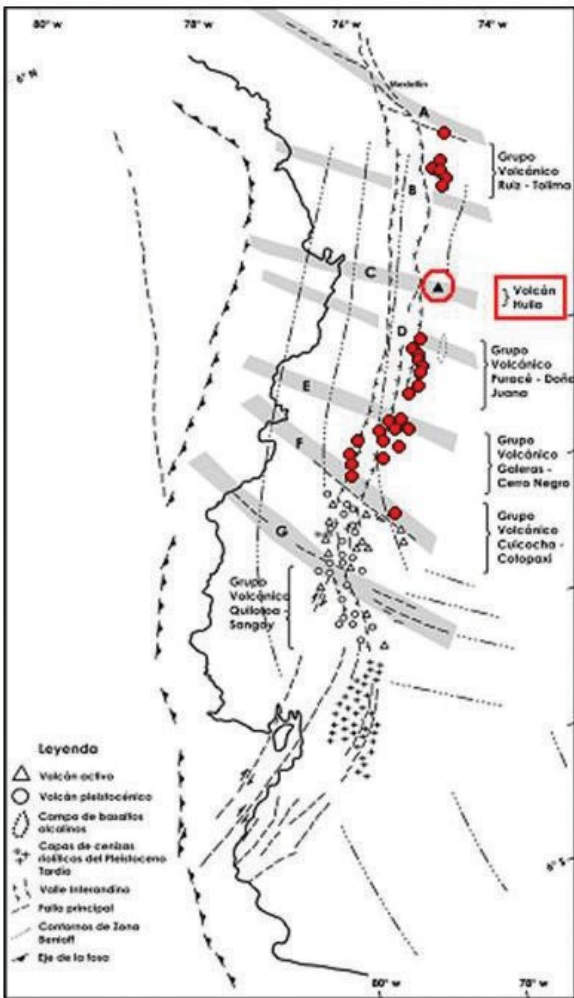 80° w
78° w
76° w
74° w
6° N
Medellín
A
Grupo
Volcánico
Ruiz - Tolima
B
C
Volcán
Huila
D
Grupo
Volcánico
Puracé - Doña
Juana
E
F
Grupo
Volcánico
Galeras -
Cerro Negro
G
Grupo
Volcánico
Cuicocha -
Cotopaxi
Grupo
Volcánico
Quilotoa -
Sangay
Leyenda
Volcán activo
Volcán pleistocénico
Campo de basaltos
alcalinos
Capas de cenizas
riolíticas del Pleistoceno
Tardío
Valle Interandino
Falla principal
Contornos de Zona
Benioff
Eje de la fosa
6° S
80° w
78° w